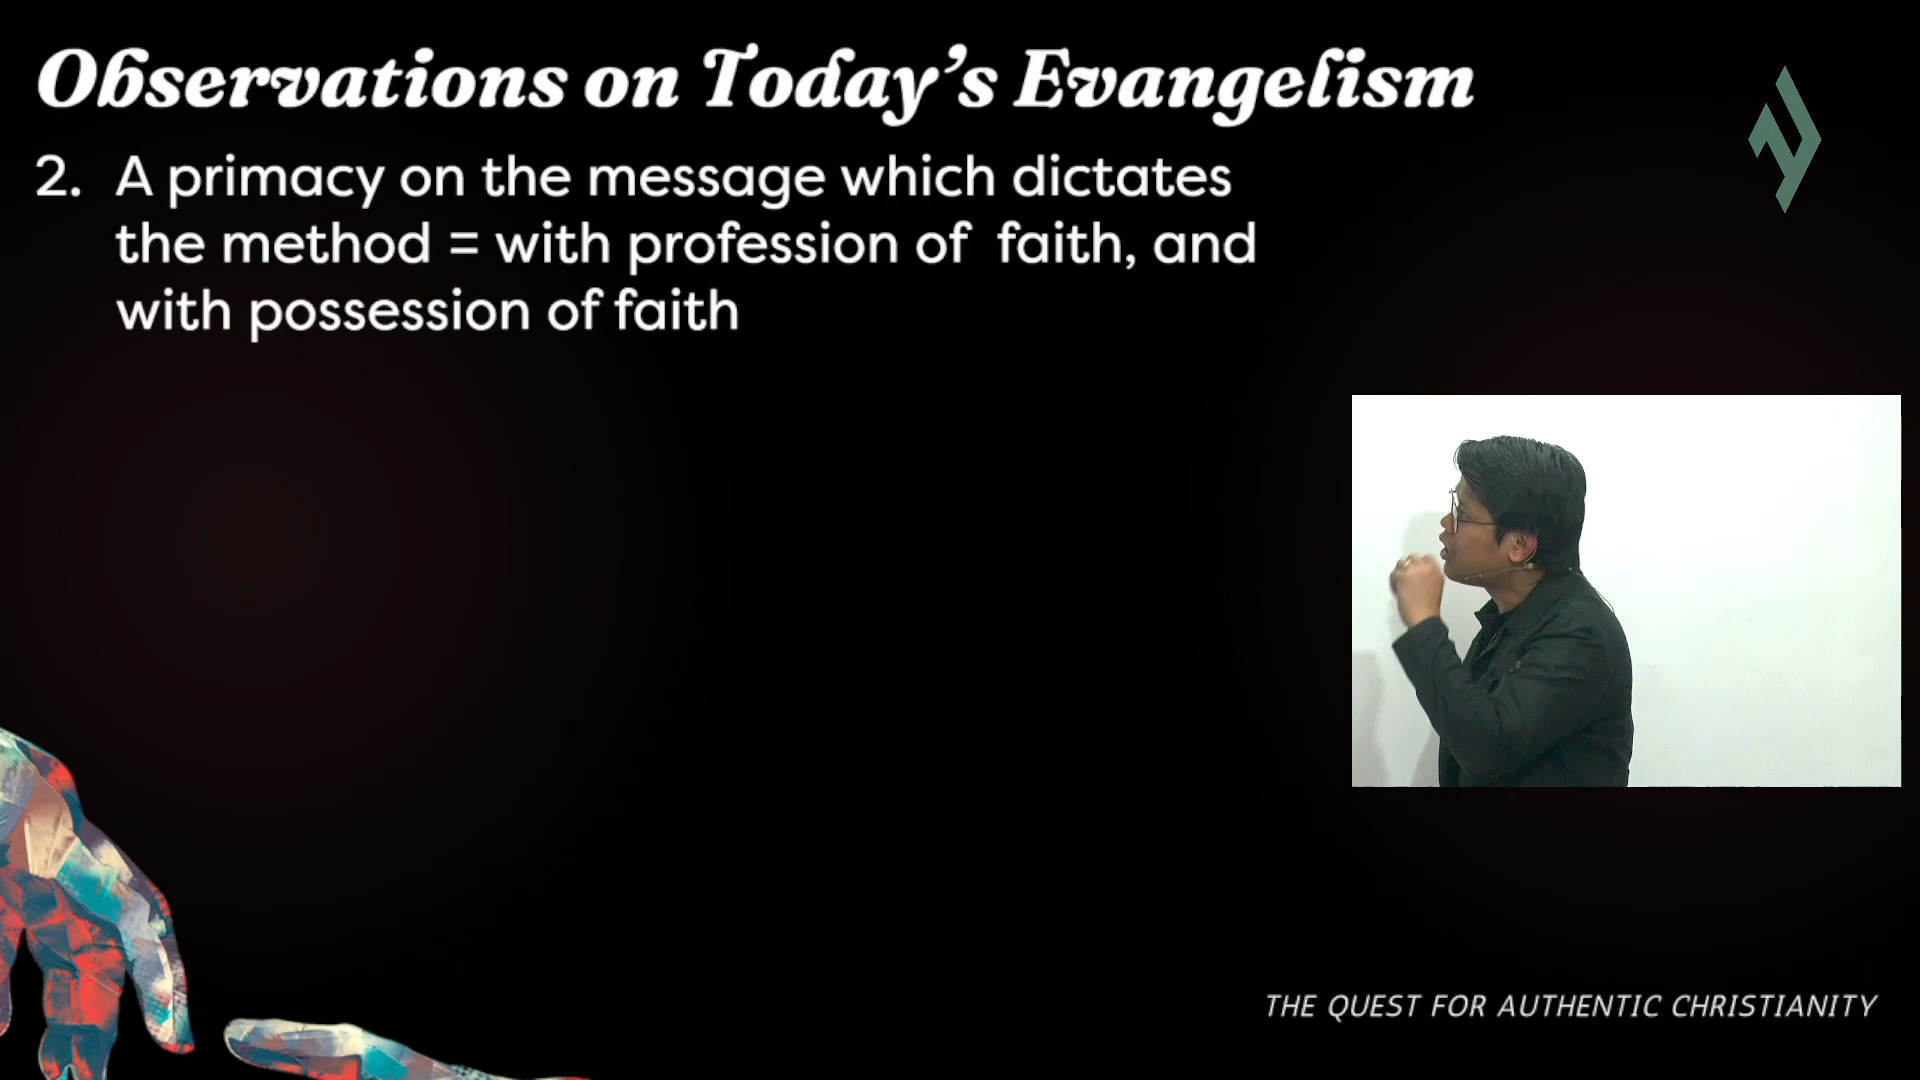 Observations on Today's Evangelism
2. A primacy on the message which dictates
the method = with profession of faith, and
with possession of faith
THE QUEST FOR AUTHENTIC CHRISTIANITY